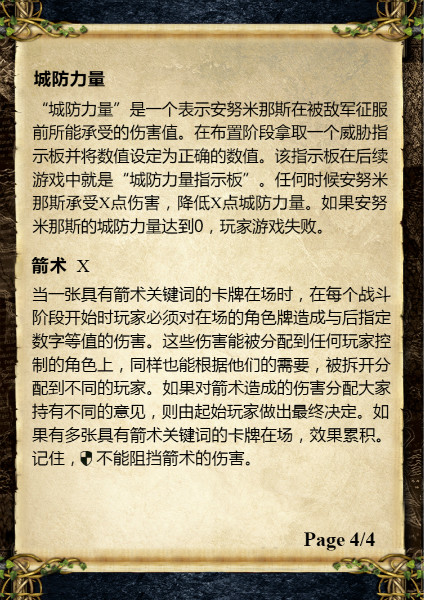 城防力量
“城防力量”是一个表示安努米那斯在被敌军征服
前所能承受的伤害值。在布置阶段拿取一个威胁指
示板并将数值设定为正确的数值。该指示板在后续
游戏中就是“城防力量指示板”。任何时候安努米
那斯承受X点伤害，降低X点城防力量。如果安努
米那斯的城防力量达到0，玩家游戏失败。
箭术 X
当一张具有箭术关键词的卡牌在场时，在每个战斗
阶段开始时玩家必须对在场的角色牌造成与后指定
数字等值的伤害。这些伤害能被分配到任何玩家控
制的角色上，同样也能根据他们的需要，被拆开分
配到不同的玩家。如果对箭术造成的伤害分配大家
持有不同的意见，则由起始玩家做出最终决定。如
果有多张具有箭术关键词的卡牌在场，效果累积。
记住，不能阻挡箭术的伤害。
Page 4/4